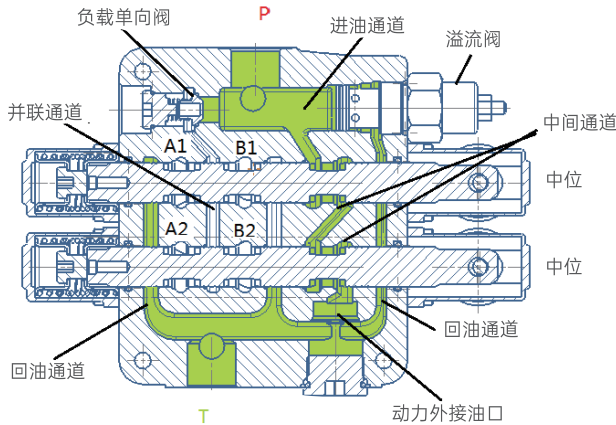 负载单向阀
P
进油通道
溢流阀
并联通道
中间通道
A1
B1
中位
A2
B2
中位
回油通道
回油通道
动力外接油口
T